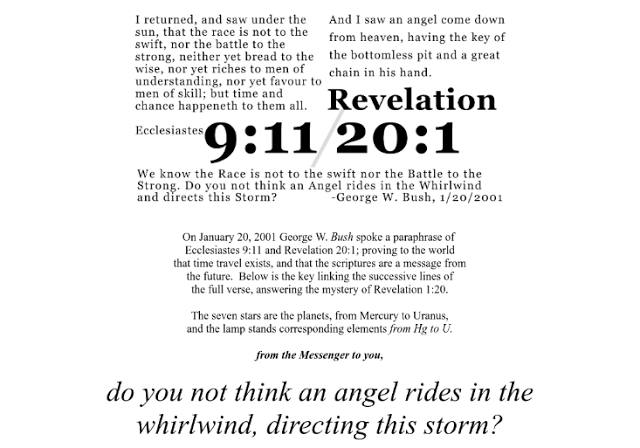 I returned, and saw under the
sun, that the race is not to the
swift, nor the battle to the
strong, neither yet bread to the
wise, nor yet riches to men of
understanding, nor yet favour to
men of skill; but time and
chance happeneth to them all.
Ecclesiastes
And I saw an angel come down
from heaven, having the key of
the bottomless pit and a great
chain in his hand.
Revelation
9:11/20:1
We know the Race is not to the swift nor the Battle to the
Strong. Do you not think an Angel rides in the Whirlwind
and directs this Storm? -George W. Bush, 1/20/2001
On January 20, 2001 George W. Bush spoke a paraphrase of
Ecclesiastes 9:11 and Revelation 20:1; proving to the world
that time travel exists, and that the scriptures are a message from
the future. Below is the key linking the successive lines of
the full verse, answering the mystery of Revelation 1:20.
The seven stars are the planets, from Mercury to Uranus,
and the lamp stands corresponding elements from Hg to U.
from the Messenger to you,
do you not think an angel rides in the
whirlwind, directing this storm?